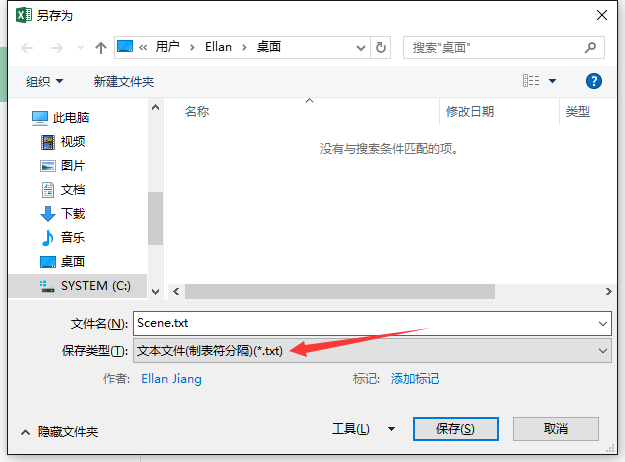 另存为
« 用户 › Ellan › 桌面
搜索"桌面"
组织
新建文件夹
此电脑
视频
图片
文档
下载
音乐
桌面
SYSTEM (C:)
名称
修改日期
类型
没有与搜索条件匹配的项。
文件名(N):
Scene.txt
保存类型(T):
文本文件(制表符分隔)(*.txt)
作者:
Ellan Jiang
标记:
添加标记
隐藏文件夹
工具(L)
保存(S)
取消